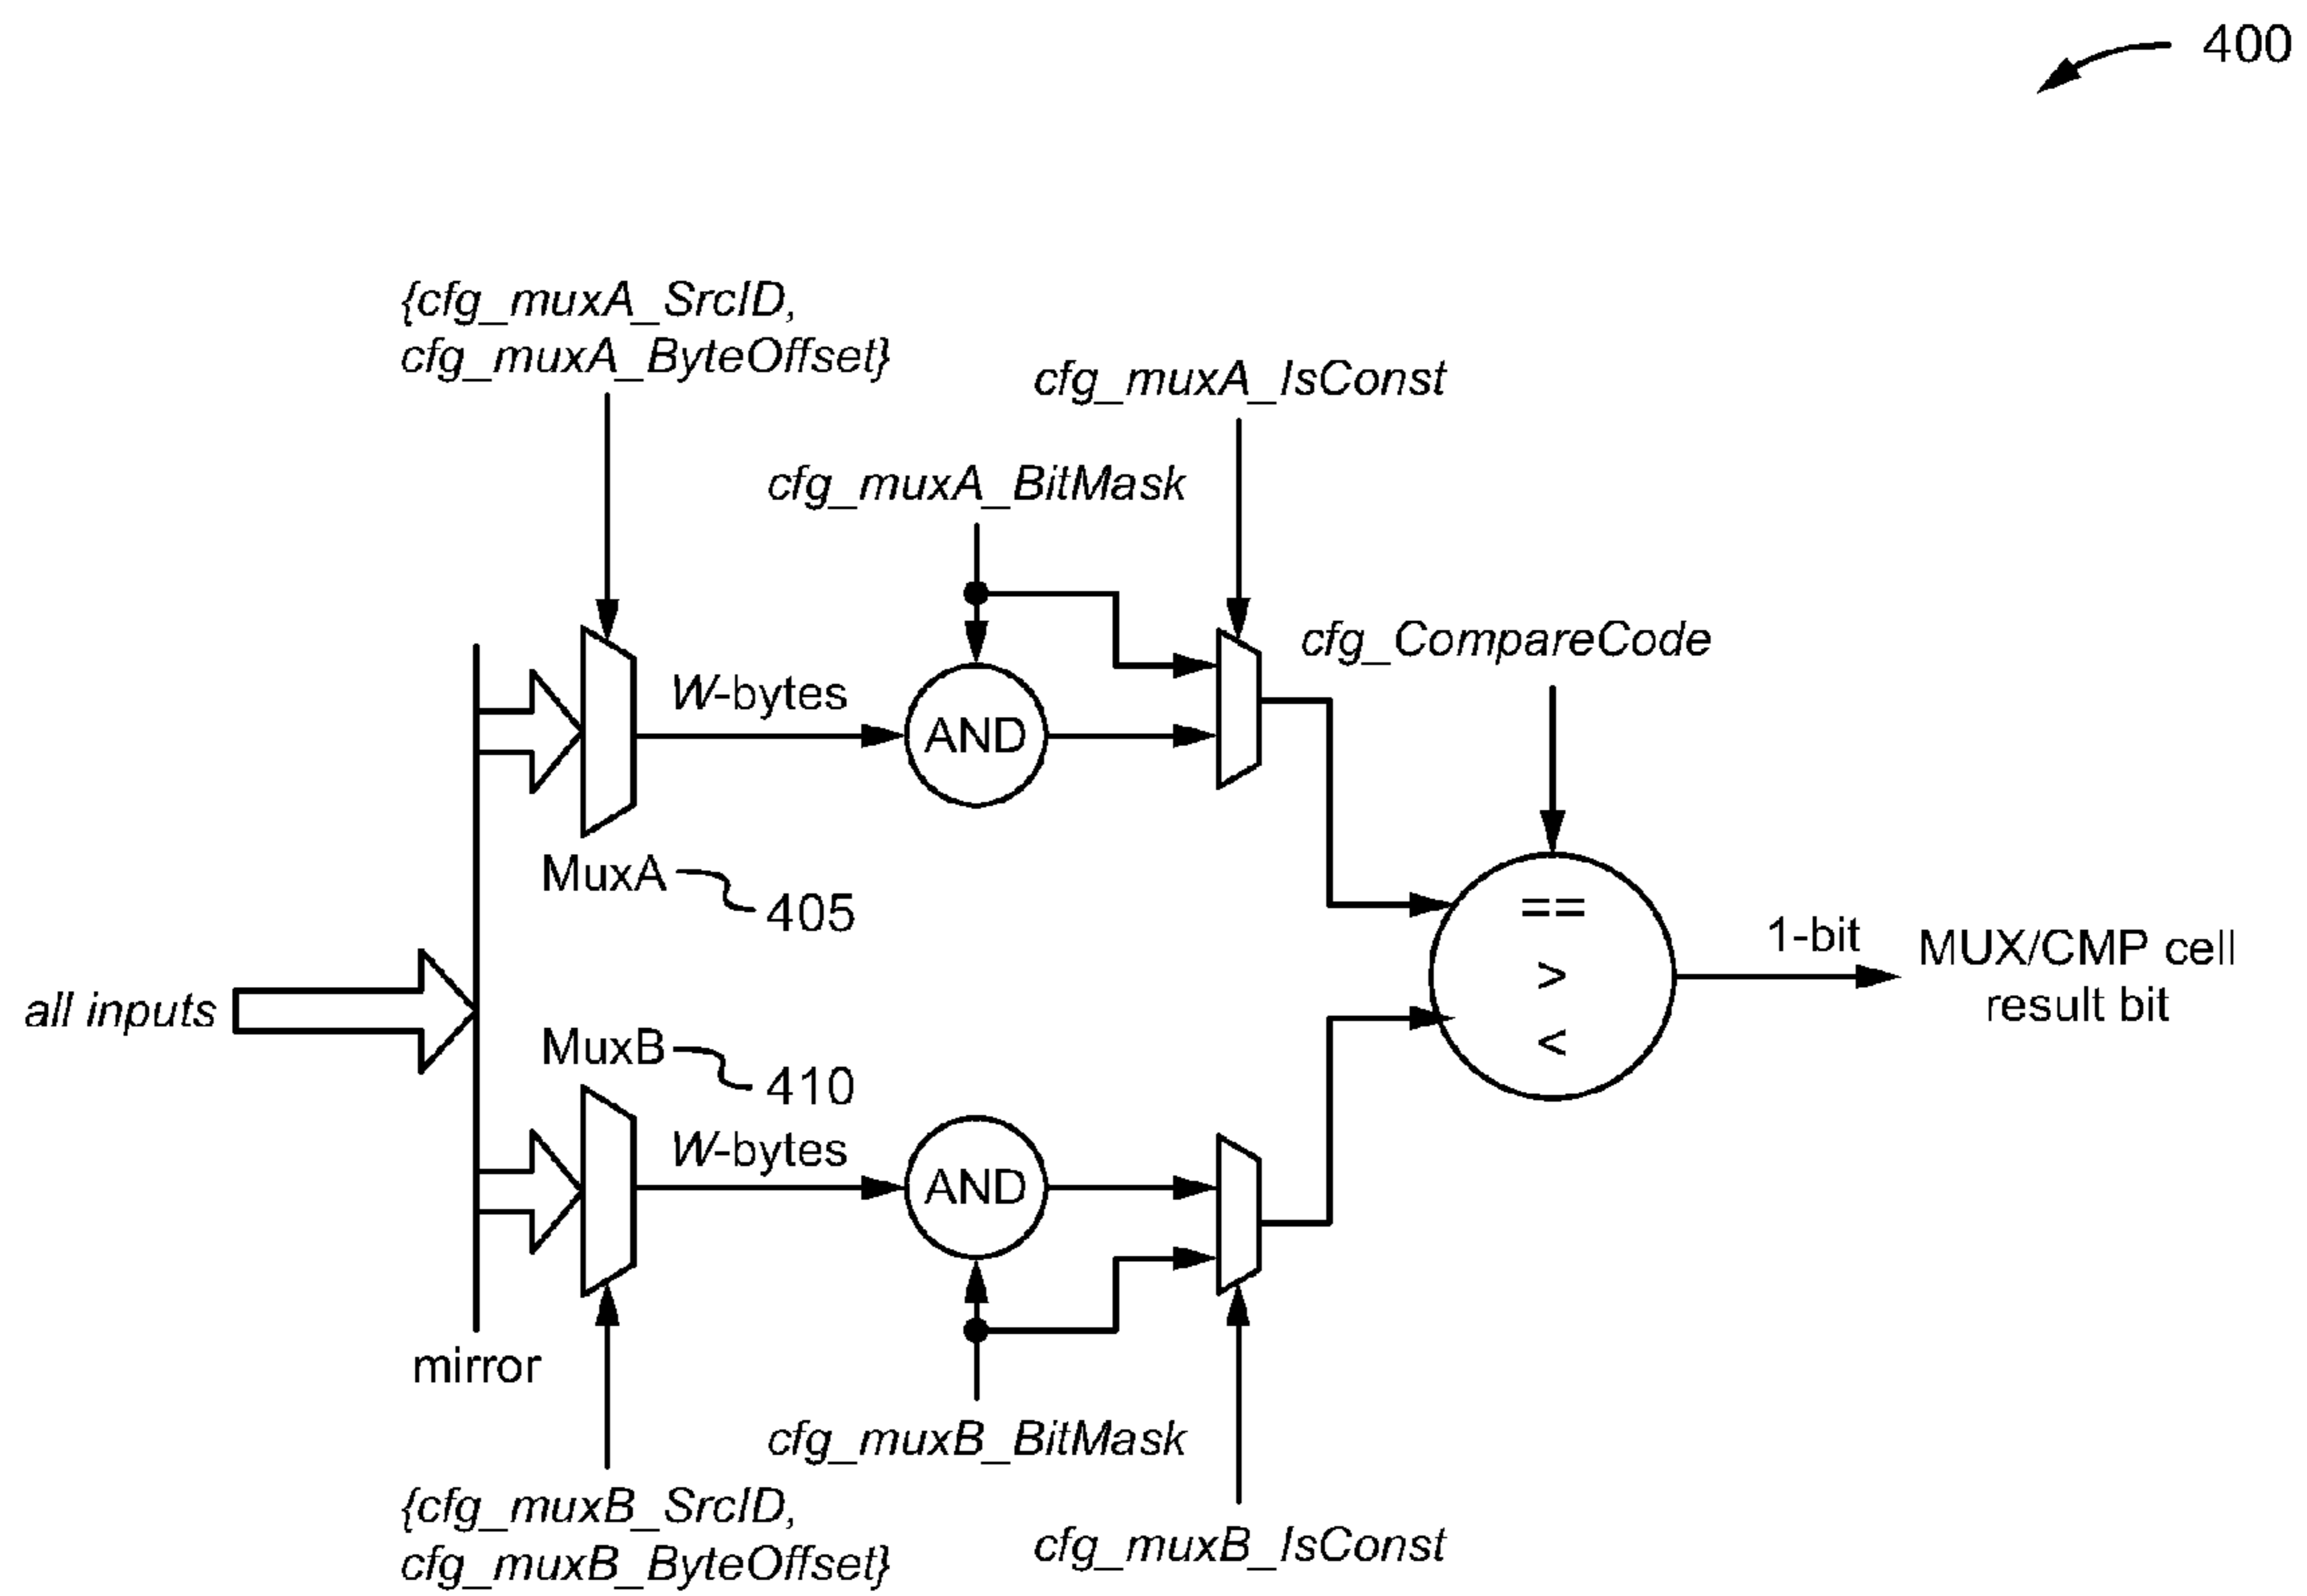 400
{cfg_muxA_SrcID,
cfg_muxA_ByteOffset}
cfg_muxA_IsConst
cfg_muxA_BitMask
cfg_CompareCode
W-bytes
AND
MuxA
405
==
>
<
1-bit
MUX/CMP cell
result bit
all inputs
MuxB
410
W-bytes
AND
mirror
cfg_muxB_BitMask
{cfg_muxB_SrcID,
cfg_muxB_ByteOffset}
cfg_muxB_IsConst